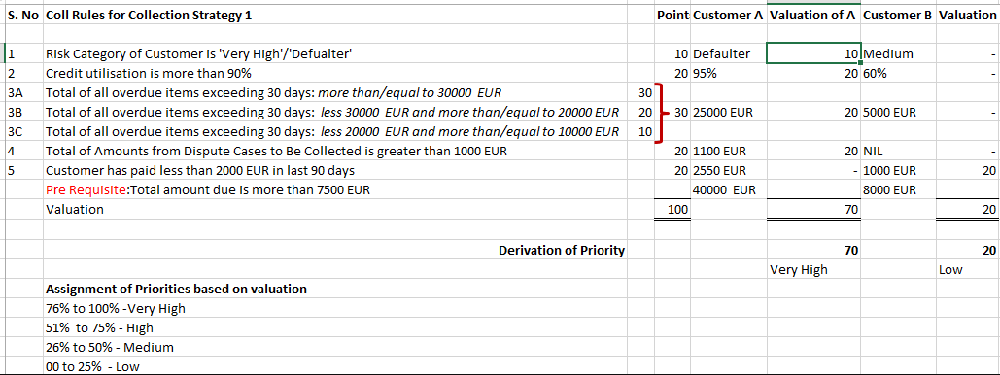 S. No Coll Rules for Collection Strategy 1 Point Customer A Valuation of A Customer B Valuation
1 Risk Category of Customer is 'Very High'/'Defualter' 10 Defaulter 10 Medium -
2 Credit utilisation is more than 90% 20 95% 20 60% -
3A Total of all overdue items exceeding 30 days: more than/equal to 30000 EUR 30
3B Total of all overdue items exceeding 30 days: less 30000 EUR and more than/equal to 20000 EUR 20 30 25000 EUR 20 5000 EUR -
3C Total of all overdue items exceeding 30 days: less 20000 EUR and more than/equal to 10000 EUR 10
4 Total of Amounts from Dispute Cases to Be Collected is greater than 1000 EUR 20 1100 EUR 20 NIL -
5 Customer has paid less than 2000 EUR in last 90 days 20 2550 EUR - 1000 EUR 20
Pre Requisite:Total amount due is more than 7500 EUR 40000 EUR 8000 EUR
Valuation 100 70 20
Derivation of Priority 70 20
Very High Low
Assignment of Priorities based on valuation
76% to 100% -Very High
51% to 75% - High
26% to 50% - Medium
00 to 25% - Low